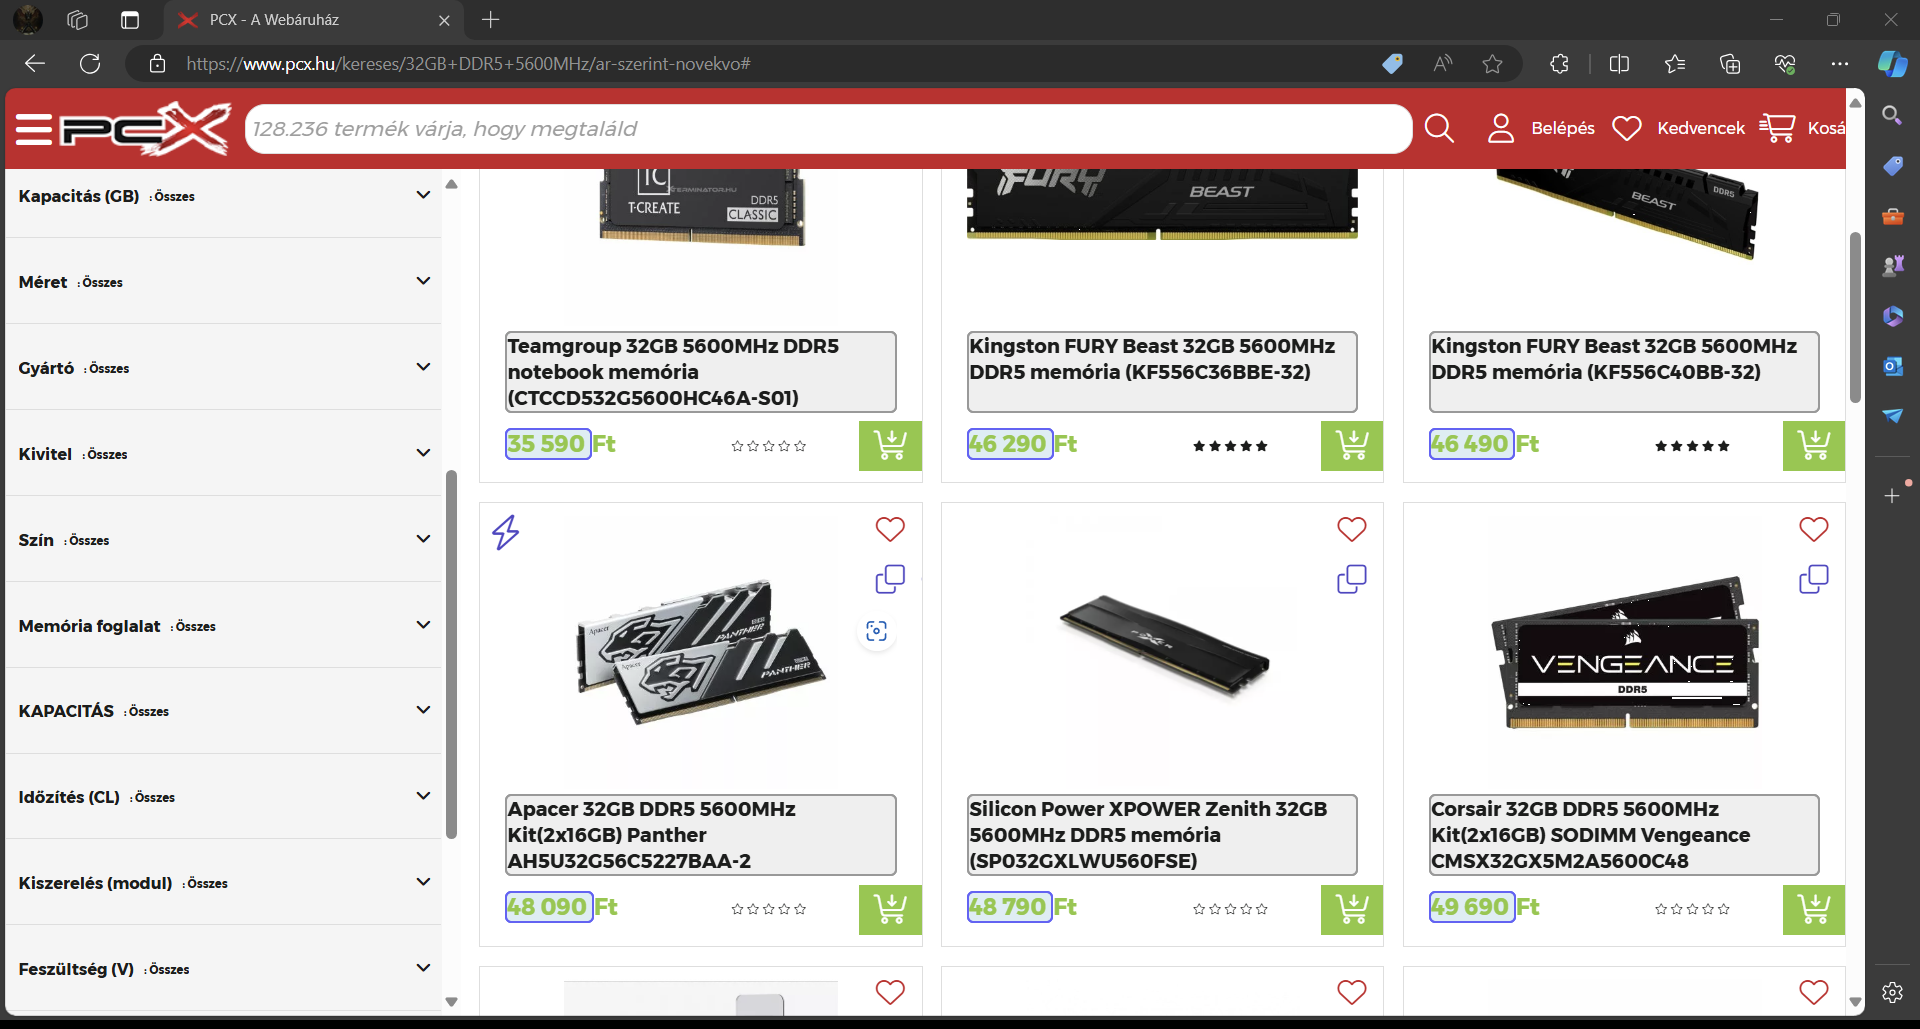 PCX - A Webáruház
https://www.pcx.hu/kereses/32GB+DDR5+5600MHz/ar-szerint-novekvo#
PCX
128.236 termék várja, hogy megtaláld
Belépés
Kedvencek
Kosá
Kapacitás (GB) : Összes
Méret : Összes
Gyártó : Összes
Kivitel : Összes
Szín : Összes
Memória foglalat : Összes
KAPACITÁS : Összes
Időzítés (CL) : Összes
Kiszerelés (modul) : Összes
Feszültség (V) : Összes
TC
XTERMINATOR.HU
T-CREATE
DDR5
CLASSIC
Teamgroup 32GB 5600MHz DDR5
notebook memória
(CTCCD532G5600HC46A-S01)
35 590 Ft
FURY
BEAST
Kingston FURY Beast 32GB 5600MHz
DDR5 memória (KF556C36BBE-32)
46 290 Ft
DDR5
BEAST
Kingston FURY Beast 32GB 5600MHz
DDR5 memória (KF556C40BB-32)
46 490 Ft
Apacer
PANTHER
Apacer
PANTHER
Apacer 32GB DDR5 5600MHz
Kit(2x16GB) Panther
AH5U32G56C5227BAA-2
48 090 Ft
Silicon Power XPOWER Zenith 32GB
5600MHz DDR5 memória
(SP032GXLWU560FSE)
48 790 Ft
VENGEANCE
DDR5
Corsair 32GB DDR5 5600MHz
Kit(2x16GB) SODIMM Vengeance
CMSX32GX5M2A5600C48
49 690 Ft